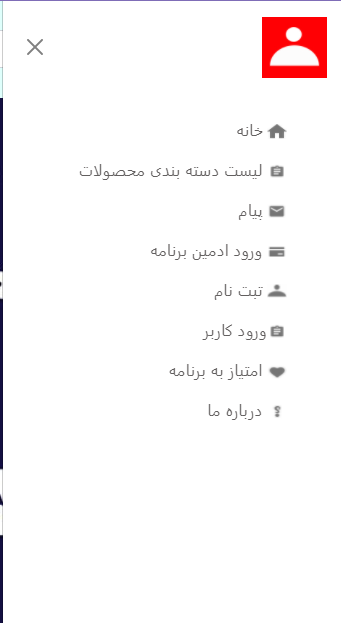 خانه
لیست دسته بندی محصولات
پیام
ورود ادمین برنامه
ثبت نام
ورود کاربر
امتیاز به برنامه
درباره ما